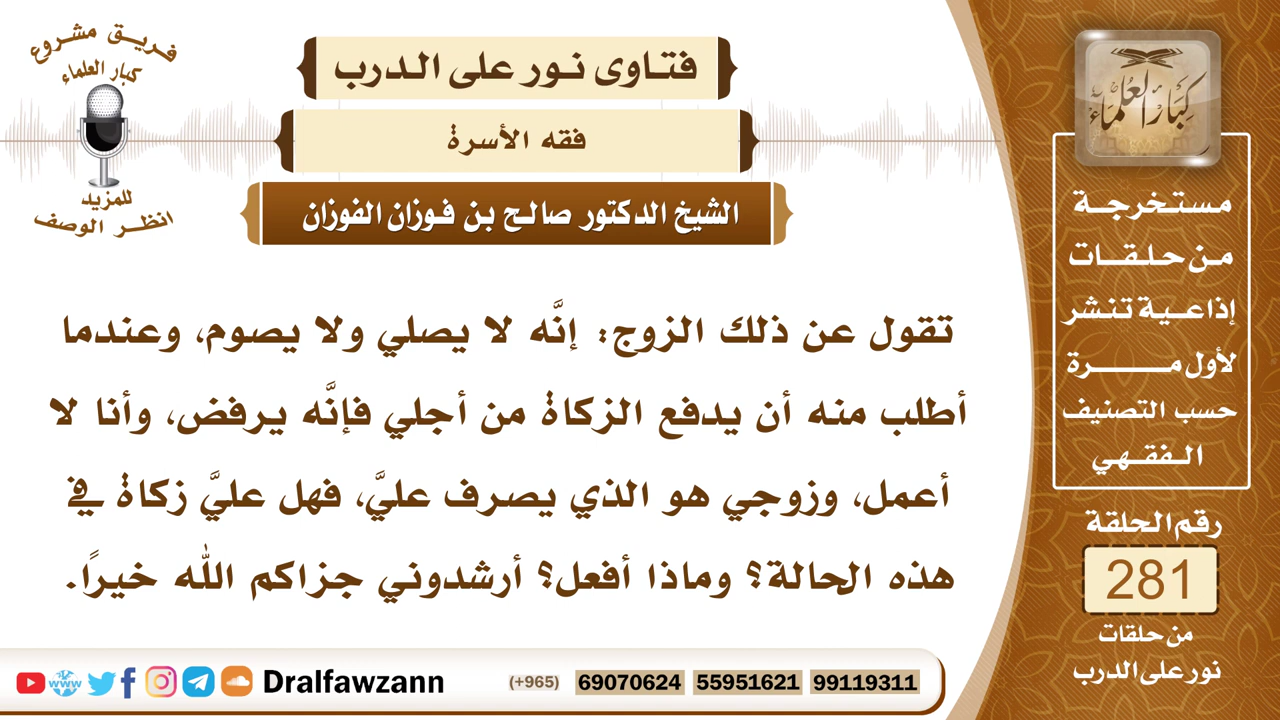 فريق مشروع
كبار العلماء
للمزيد
انظر الوصف
فتاوى نور على الدرب
فقه الأسرة
الشيخ الدكتور صالح بن فوزان الفوزان
تقول عن ذلك الزوج: إنَّه لا يصلي ولا يصوم، وعندما
أطلب منه أن يدفع الزكاة من أجلي فإنَّه يرفض، وأنا لا
أعمل، وزوجي هو الذي يصرف عليَّ، فهل عليَّ زكاة في
هذه الحالة؟ وماذا أفعل؟ أرشدوني جزاكم الله خيرًا.
كبار العلماء
مستخرجة
من حلقات
إذاعية تنشر
لأول مرة
حسب التصنيف
الفقهي
رقم الحلقة
281
من حلقات
نور على الدرب
www Dralfawzann (+965) 69070624 55951621 99119311